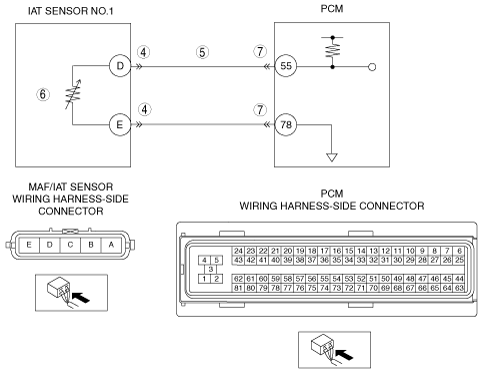 IAT SENSOR NO.1
PCM
D
4
5
7
55
6
E
4
7
78
MAF/IAT SENSOR
WIRING HARNESS-SIDE
CONNECTOR
E D C B A
PCM
WIRING HARNESS-SIDE CONNECTOR
24 23 22 21 20 19 18 17 16 15 14 13 12 11 10 9 8 7 6
4 5 43 42 41 40 39 38 37 36 35 34 33 32 31 30 29 28 27 26 25
3
1 2 62 61 60 59 58 57 56 55 54 53 52 51 50 49 48 47 46 45 44
81 80 79 78 77 76 75 74 73 72 71 70 69 68 67 66 65 64 63